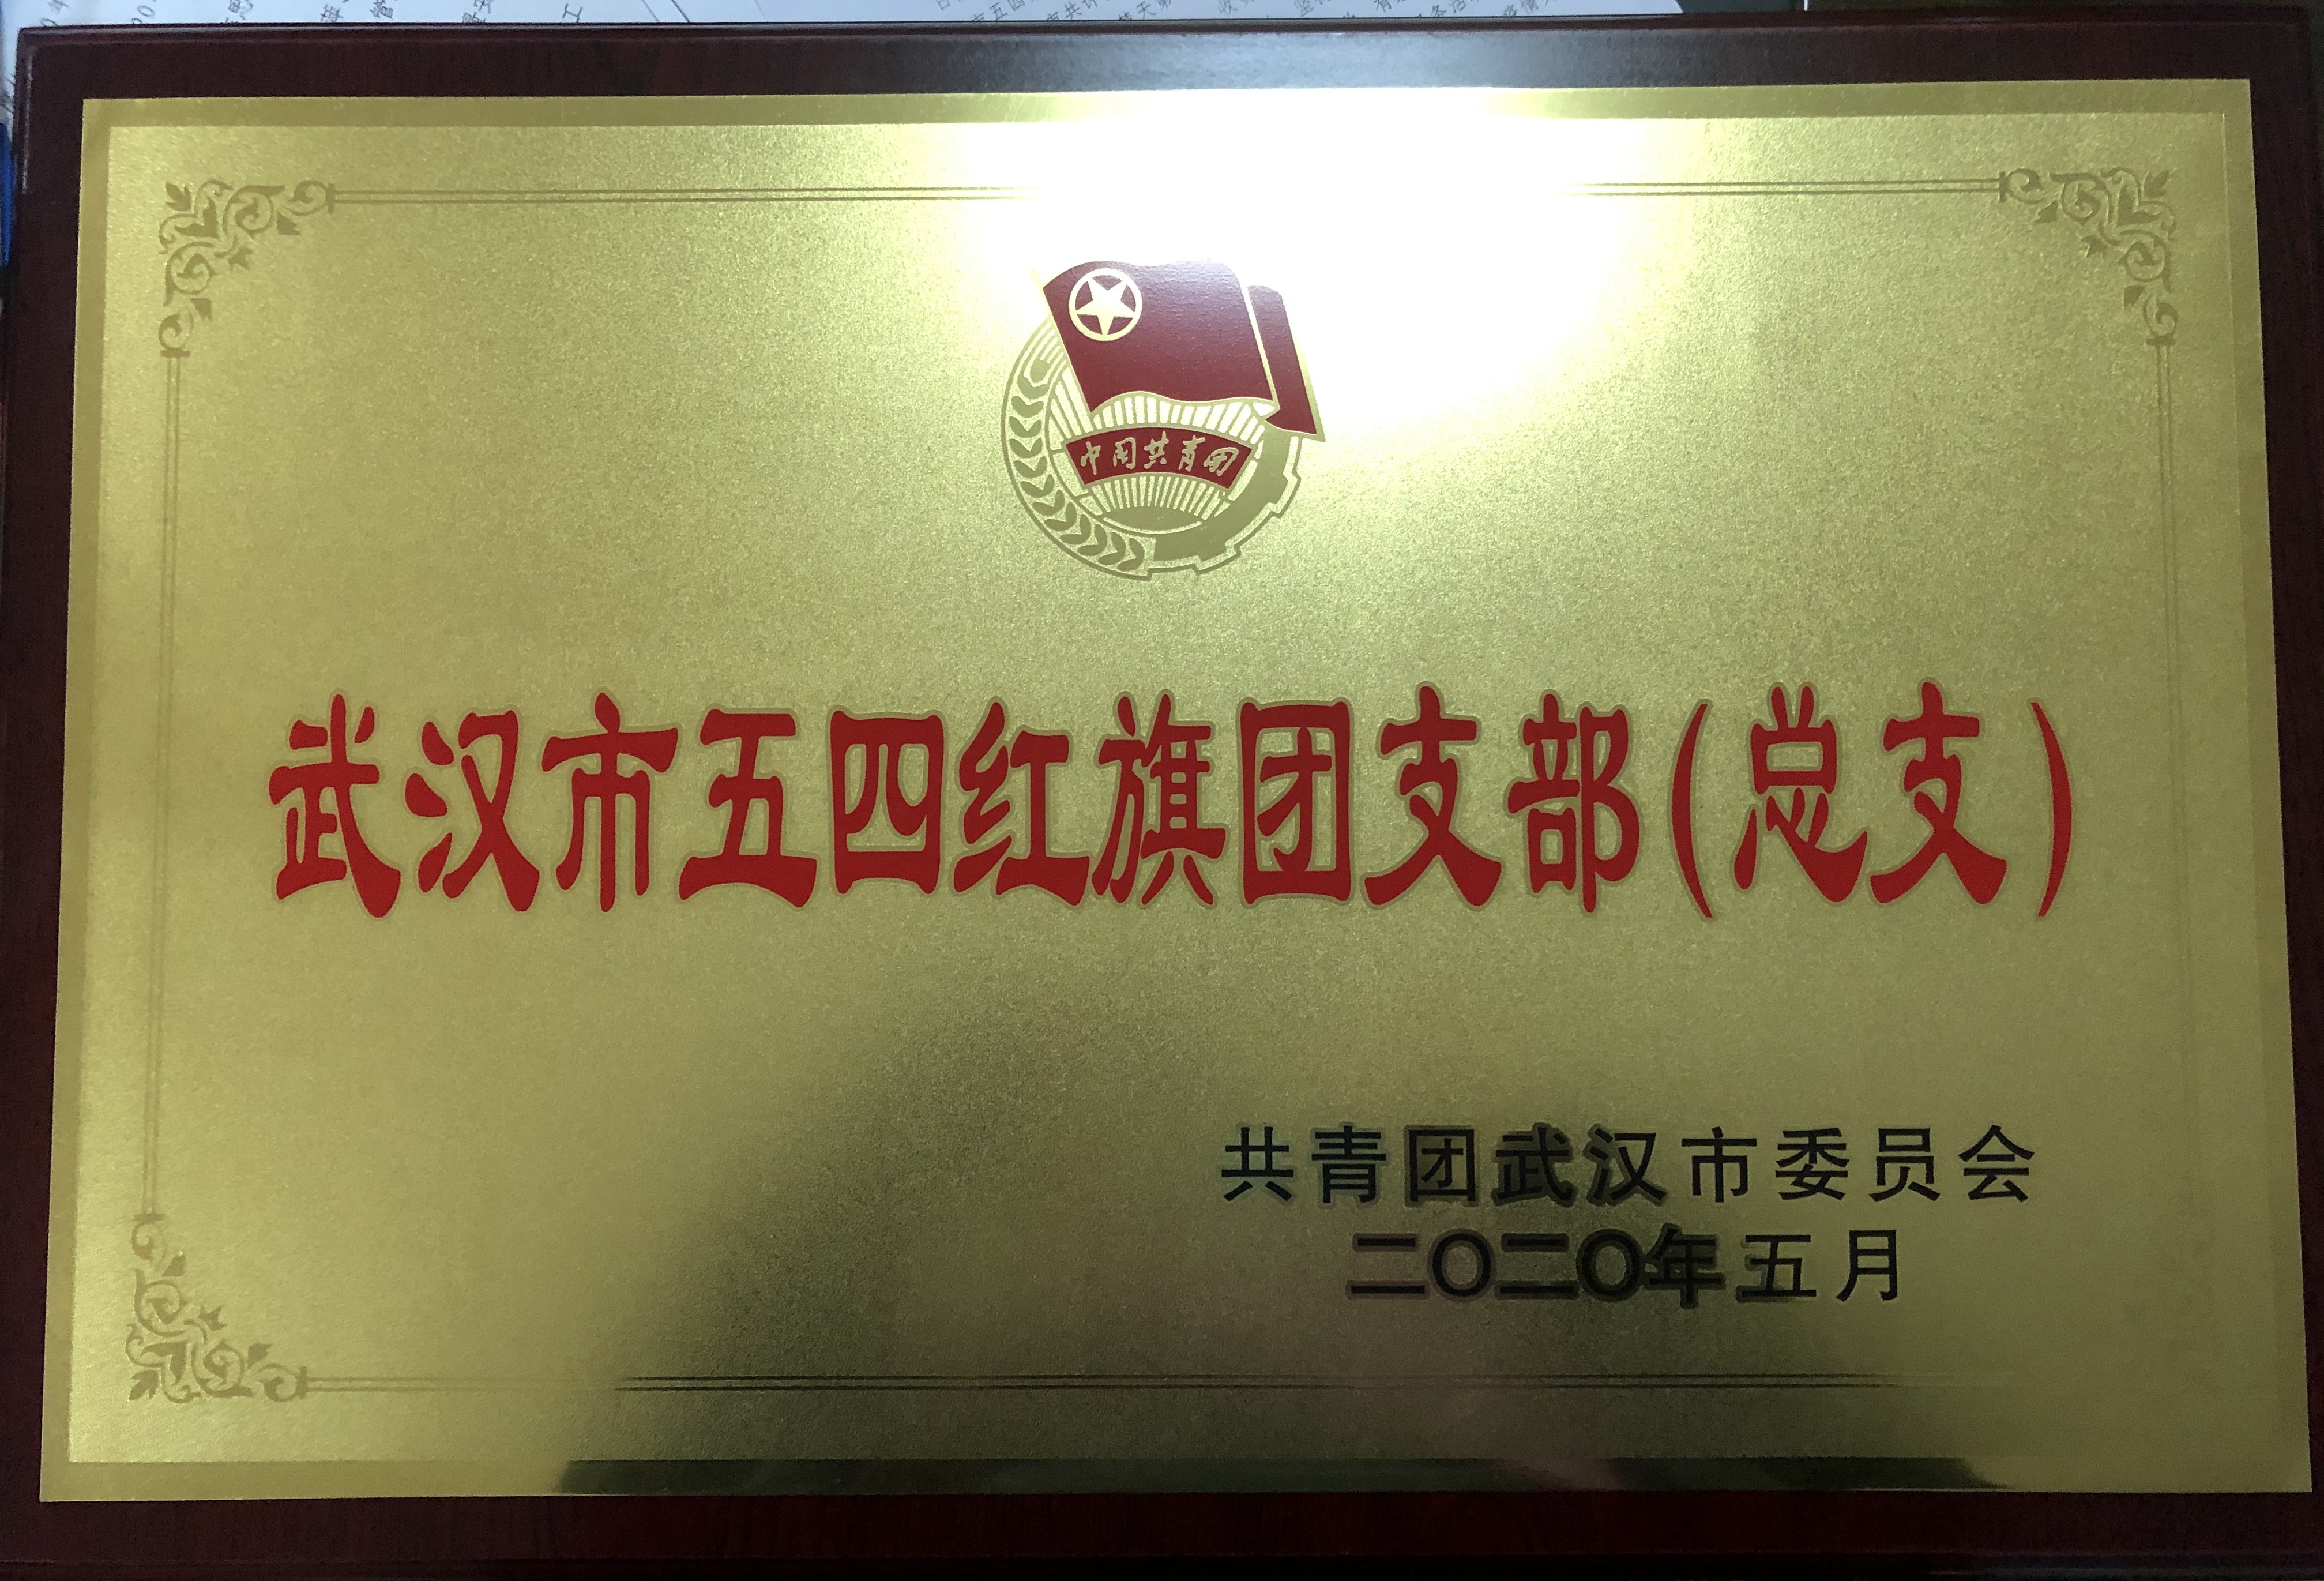 中国共青团
武汉市五四红旗团支部(总支)
共青团武汉市委员会
二〇二〇年五月